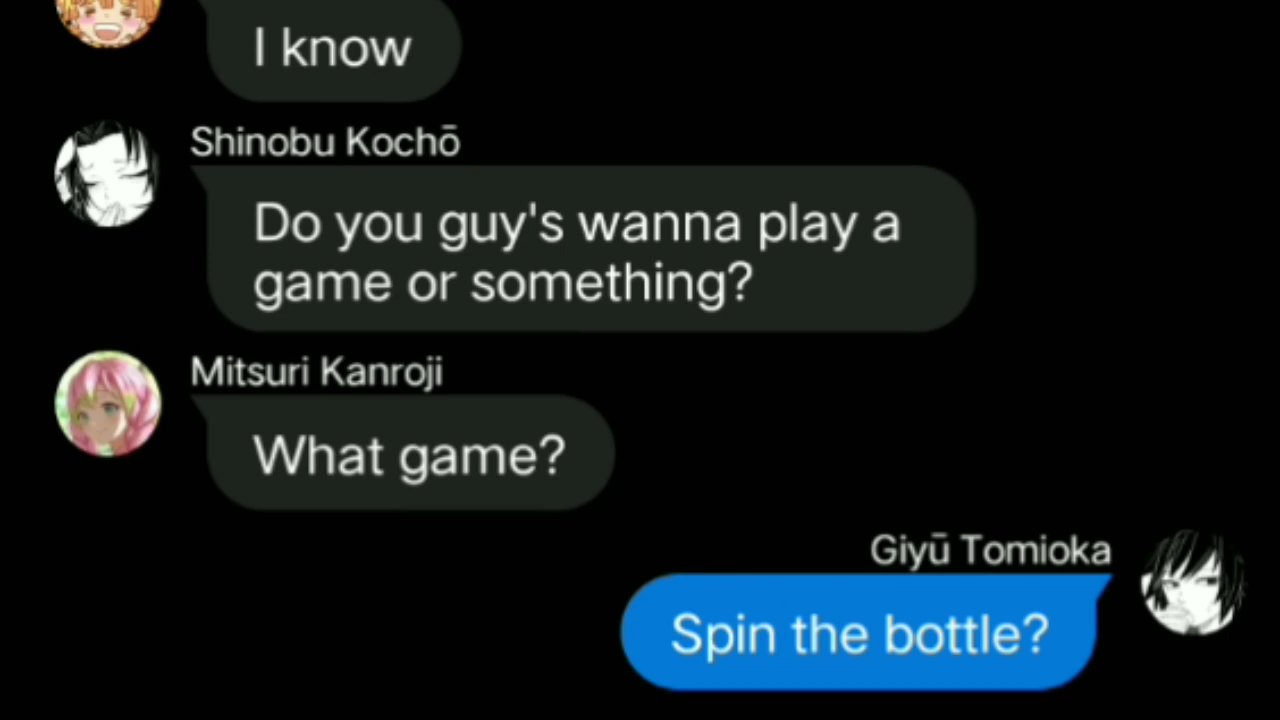 I know
Shinobu Kochō
Do you guy's wanna play a
game or something?
Mitsuri Kanroji
What game?
Giyū Tomioka
Spin the bottle?